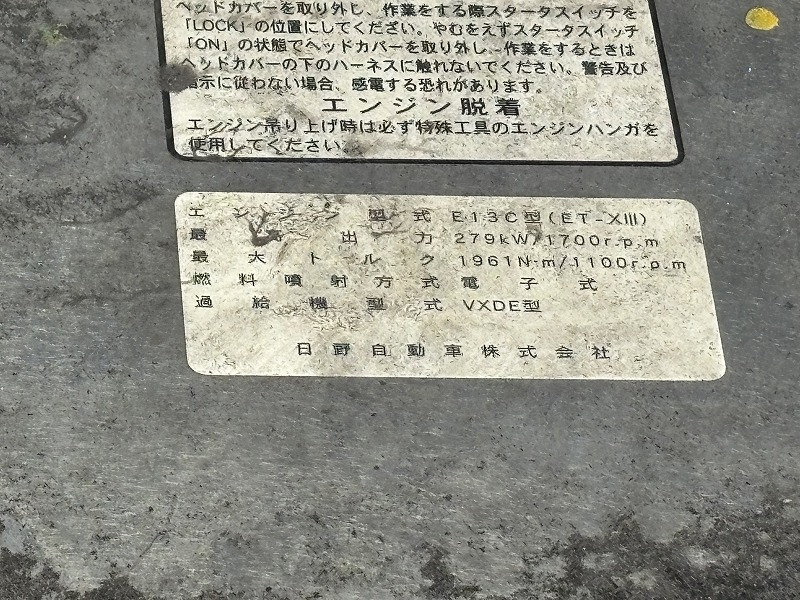 ヘッドカバーを取り外し、作業をする際スタータスイッチを
「LOCK」の位置にしてください。やむをえずスタータスイッチ
「ON」の状態でヘッドカバーを取り外し、作業をするときは
ヘッドカバーの下のハーネスに触れないでください。警告及び
指示に従わない場合、感電する恐れがあります。
エンジン脱着
エンジン吊り上げ時は必ず特殊工具のエンジンハンガを
使用してください。
エンジン型式 E13C型(ET-XIII)
最 出力 279kW/1700r.p.m
最大トルク 1961N·m/1100r.p.m
燃料噴射方式 電子式
過給機型式 VXDE型
日野自動車株式会社